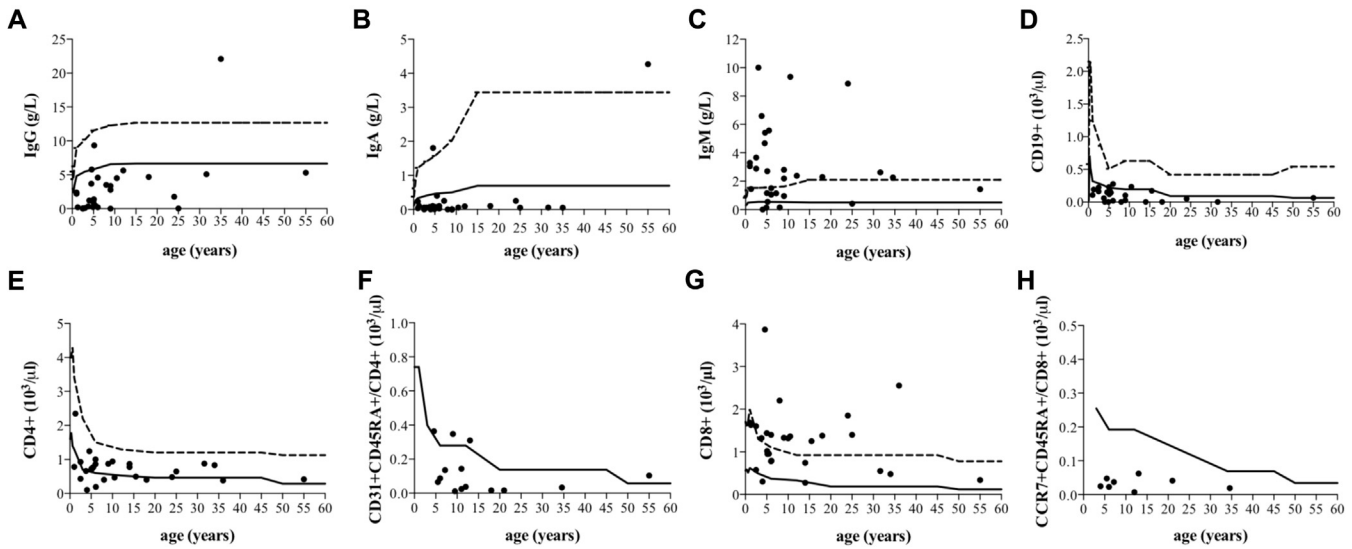 A
IgG (g/L)
25
20
15
10
5
0
0 5 10 15 20 25 30 35 40 45 50 55 60
age (years)
B
IgA (g/L)
5
4
3
2
1
0
0 5 10 15 20 25 30 35 40 45 50 55 60
age (years)
C
IgM (g/L)
12
10
8
6
4
2
0
0 5 10 15 20 25 30 35 40 45 50 55 60
age (years)
D
CD19+ (10³/µl)
2.5
2.0
1.5
1.0
0.5
0.0
0 5 10 15 20 25 30 35 40 45 50 55 60
age (years)
E
CD4+ (10³/µl)
5
4
3
2
1
0
0 5 10 15 20 25 30 35 40 45 50 55 60
age (years)
F
CD31+CD45RA+/CD4+ (10³/µl)
1.0
0.8
0.6
0.4
0.2
0.0
0 5 10 15 20 25 30 35 40 45 50 55 60
age (years)
G
CD8+ (10³/µl)
4
3
2
1
0
0 5 10 15 20 25 30 35 40 45 50 55 60
age (years)
H
CCR7+CD45RA+/CD8+ (10³/µl)
0.5
0.4
0.3
0.2
0.1
0.0
0 5 10 15 20 25 30 35 40 45 50 55 60
age (years)